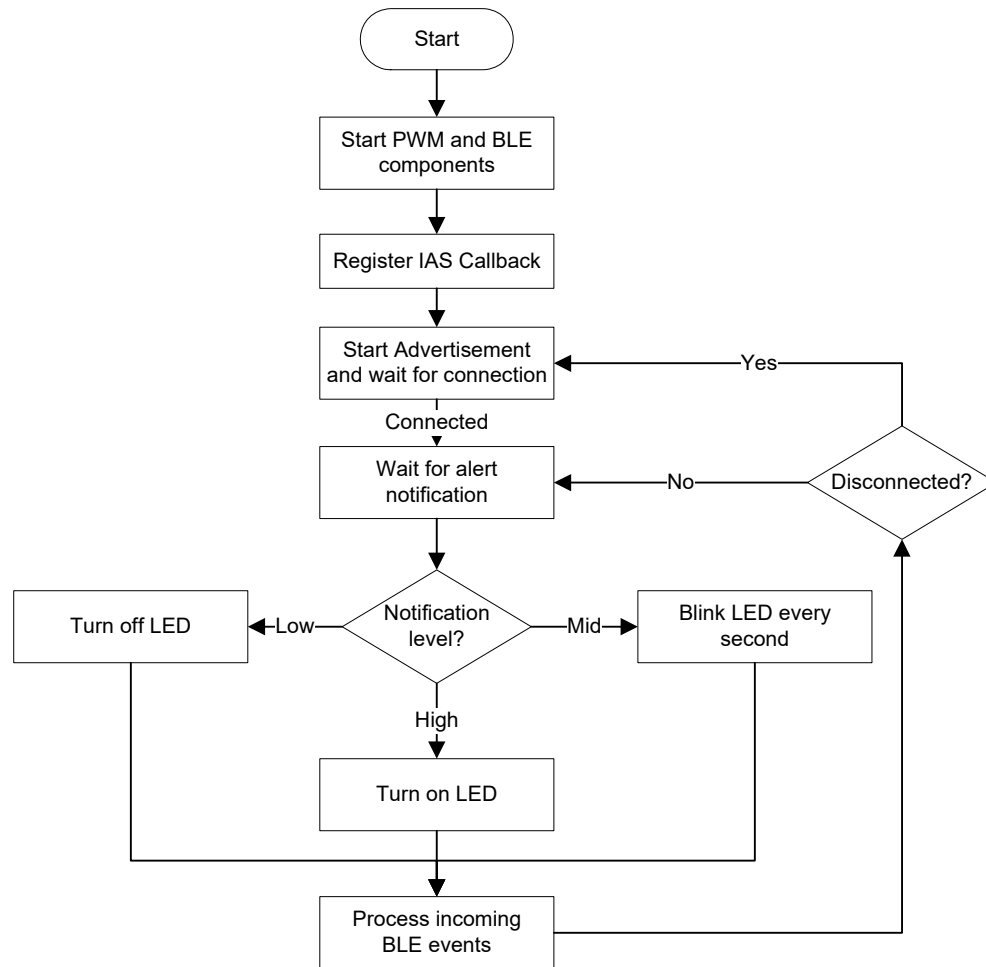 Start
Start PWM and BLE
components
Register IAS Callback
Start Advertisement
and wait for connection
Yes
Connected
Wait for alert
notification
No
Disconnected?
Turn off LED
Low
Notification
level?
Mid
Blink LED every
second
High
Turn on LED
Process incoming
BLE events